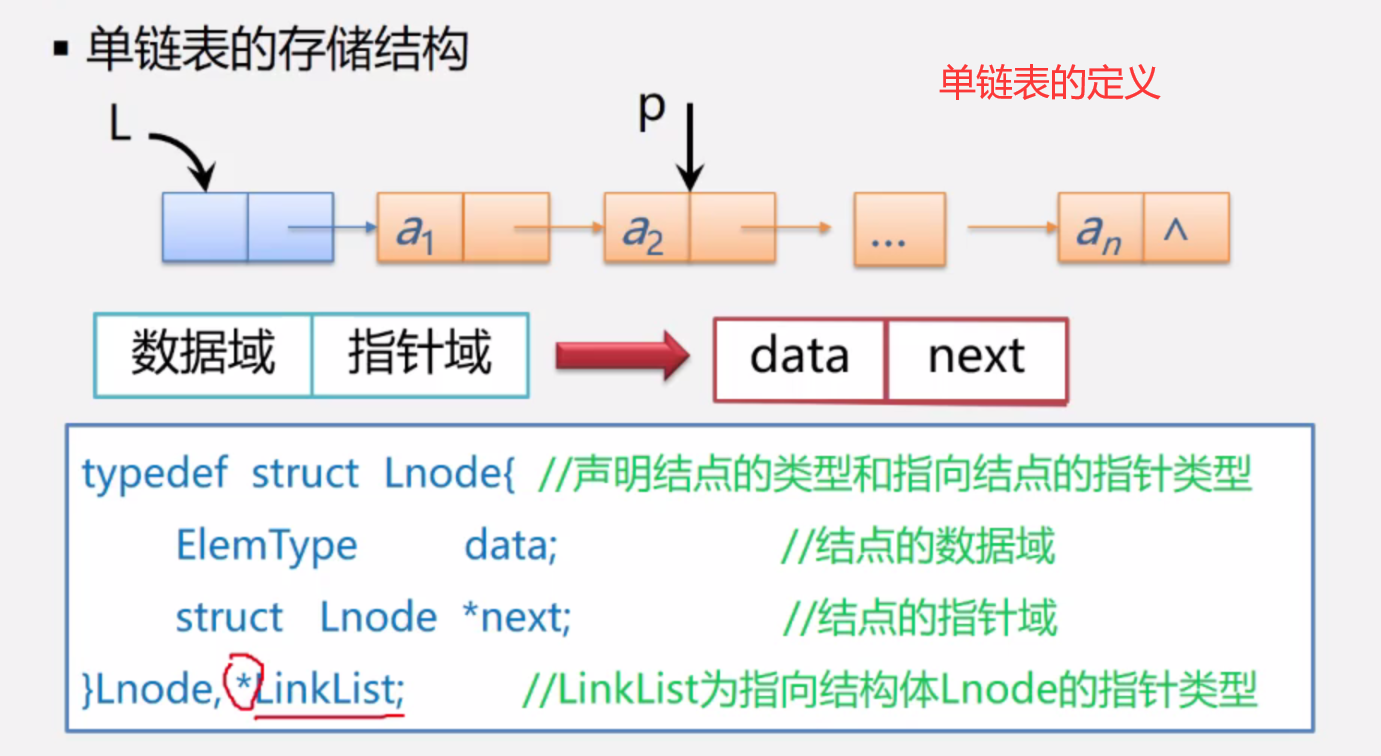 ▪ 单链表的存储结构
单链表的定义
L
p
a1 a2 ... an ^
数据域 指针域 data next
typedef struct Lnode{ //声明结点的类型和指向结点的指针类型
ElemType data; //结点的数据域
struct Lnode *next; //结点的指针域
}Lnode, *LinkList; //LinkList为指向结构体Lnode的指针类型